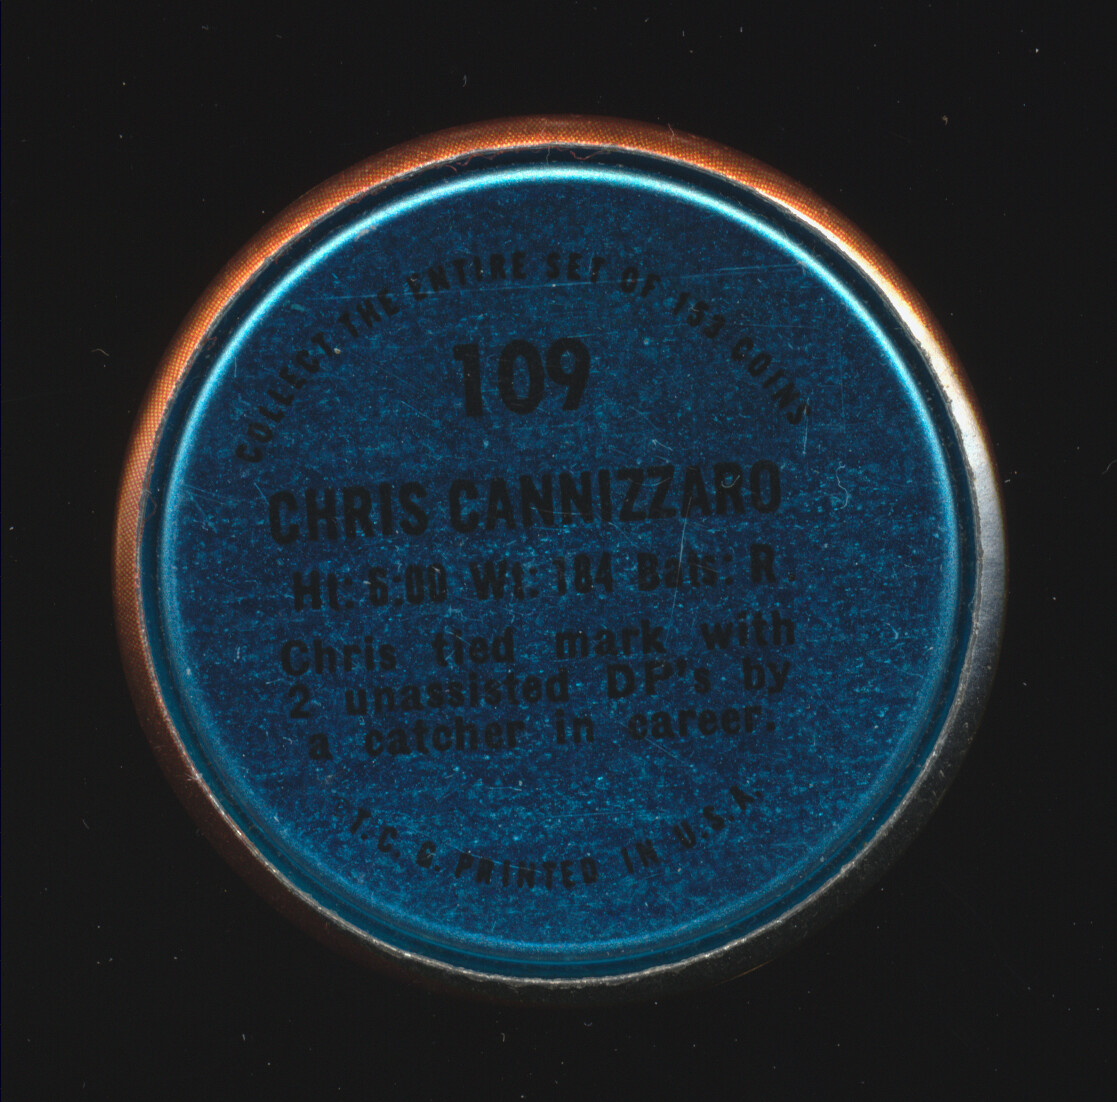 COLLECT THE ENTIRE SET OF 153 COINS
109
CHRIS CANNIZZARO
Ht: 6:00 Wt: 184 Bats: R.
Chris tied mark with
2 unassisted DP's by
a catcher in career.
T.C.G. PRINTED IN U.S.A.